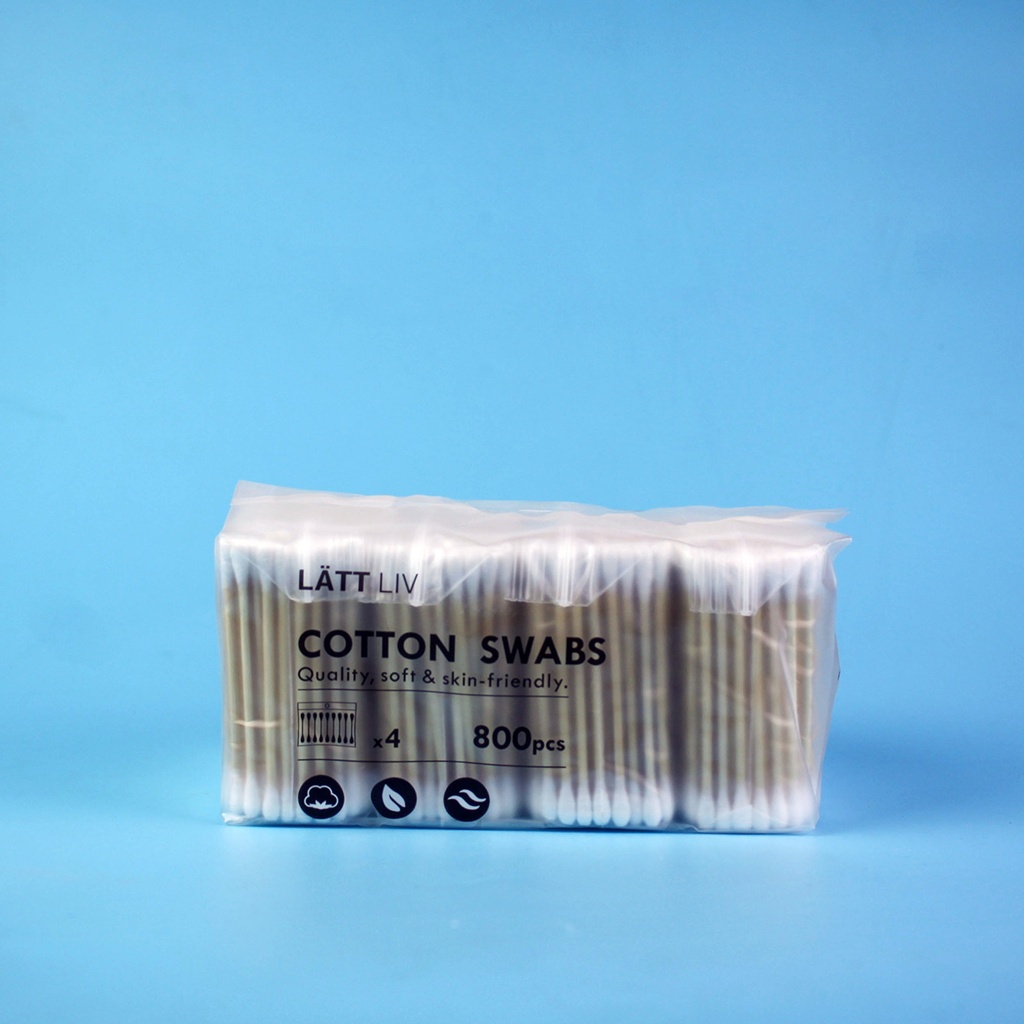 LÄTT LIV
COTTON SWABS
Quality, soft & skin-friendly.
x4 800pcs